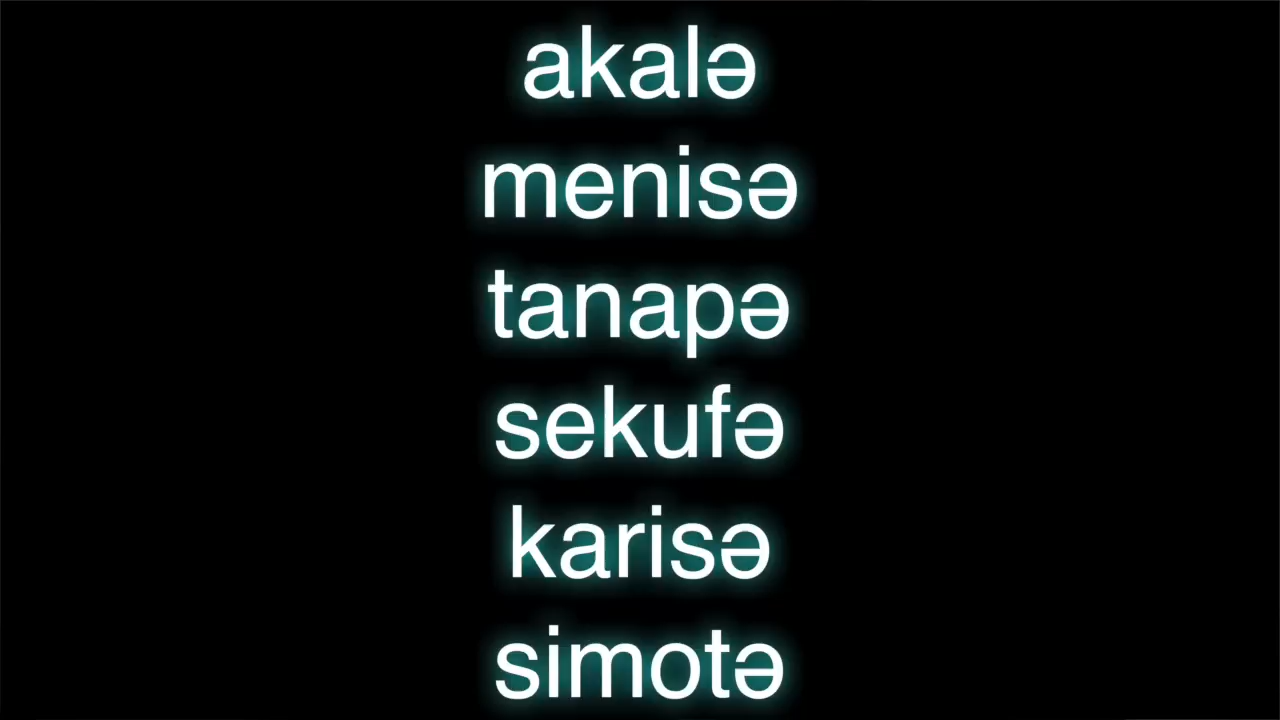 akalə
menisə
tanapə
sekufə
karisə
simotə